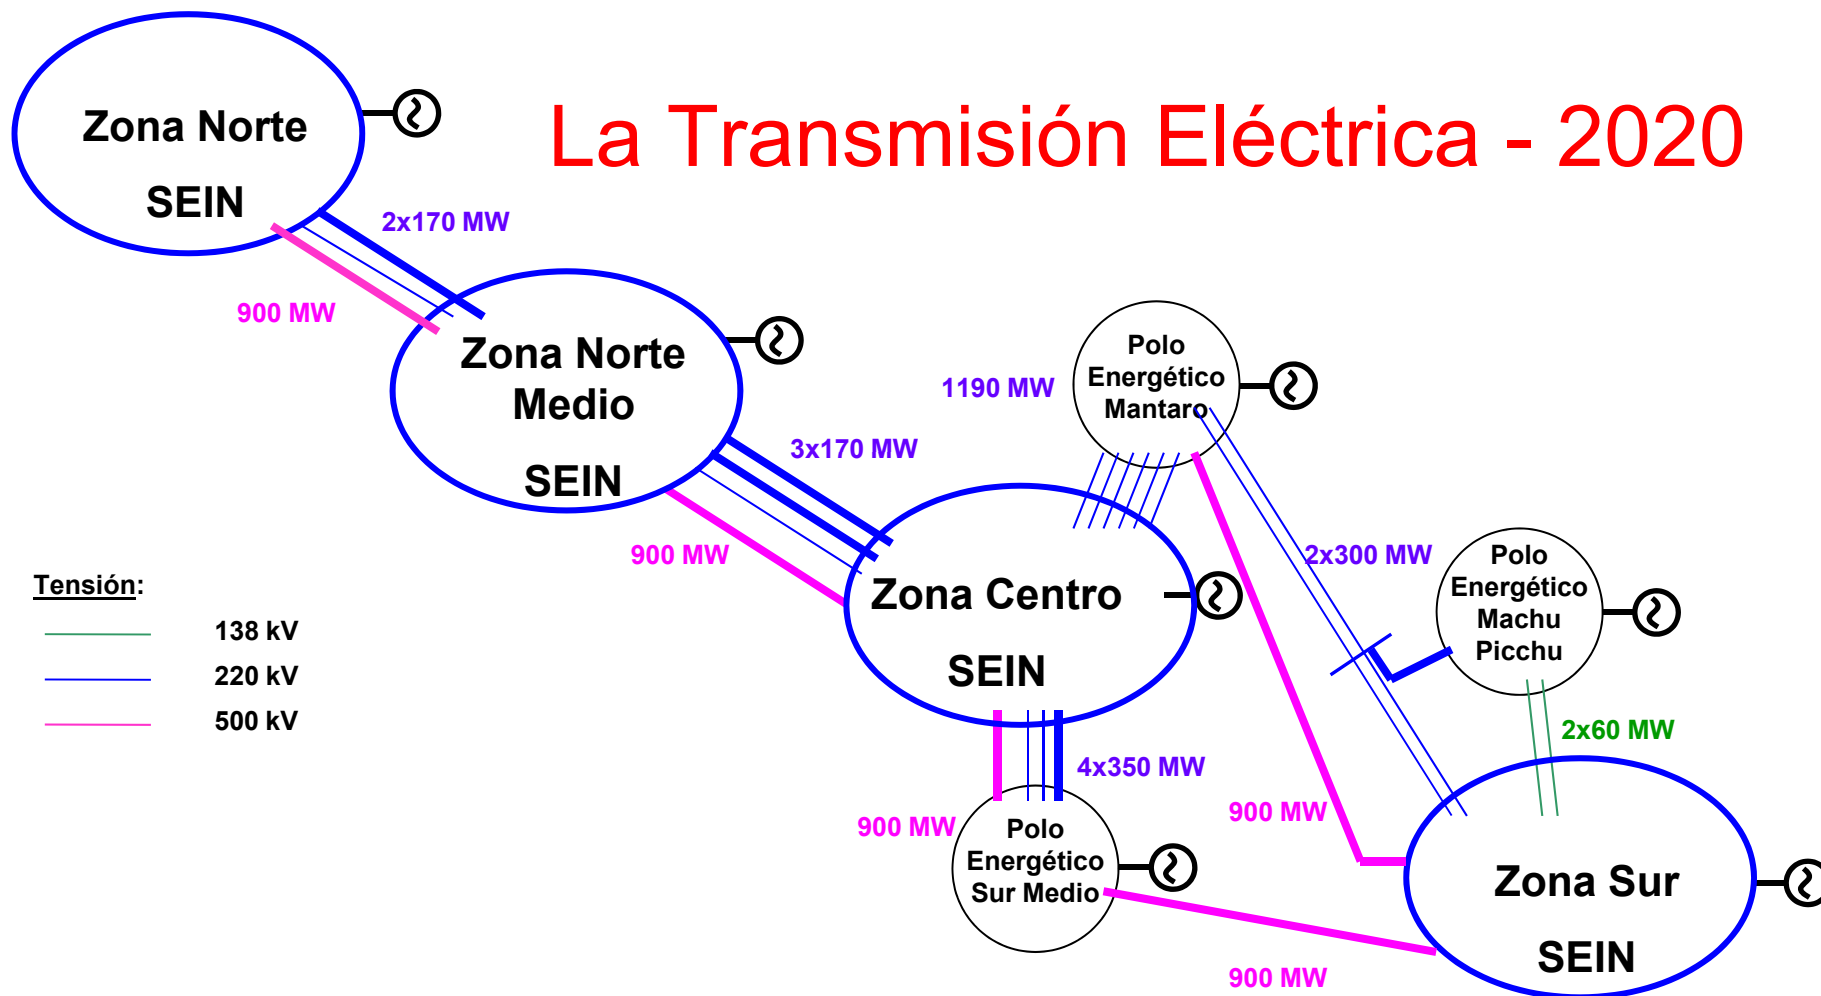 La Transmisión Eléctrica - 2020
Zona Norte
SEIN
2x170 MW
900 MW
Zona Norte
Medio
SEIN
3x170 MW
900 MW
Polo
Energético
Mantaro
1190 MW
Zona Centro
SEIN
2x300 MW
Polo
Energético
Machu
Picchu
2x60 MW
Tensión:
138 kV
220 kV
500 kV
4x350 MW
900 MW
Polo
Energético
Sur Medio
900 MW
Zona Sur
SEIN
900 MW